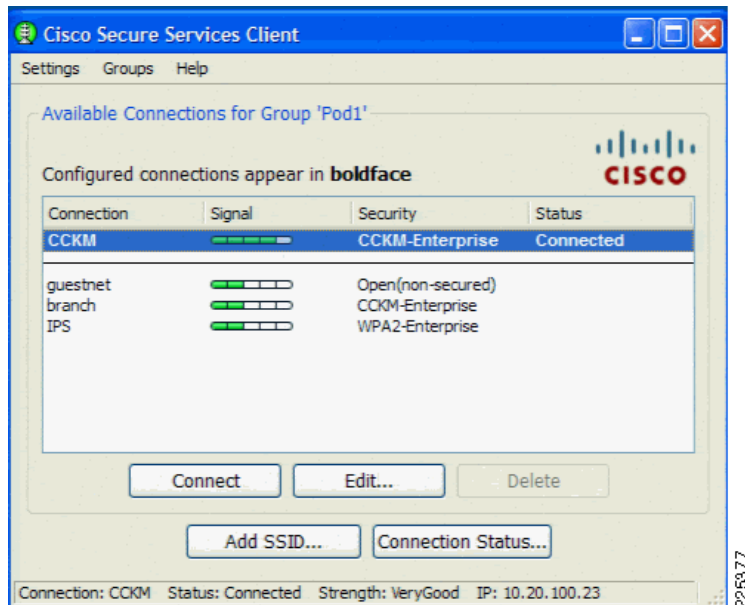 Cisco Secure Services Client
Settings Groups Help
Available Connections for Group 'Pod1'
CISCO
Configured connections appear in boldface
Connection Signal Security Status
CCKM CCKM-Enterprise Connected
guestnet Open(non-secured)
branch CCKM-Enterprise
IPS WPA2-Enterprise
Connect Edit... Delete
Add SSID... Connection Status...
Connection: CCKM Status: Connected Strength: VeryGood IP: 10.20.100.23
225377